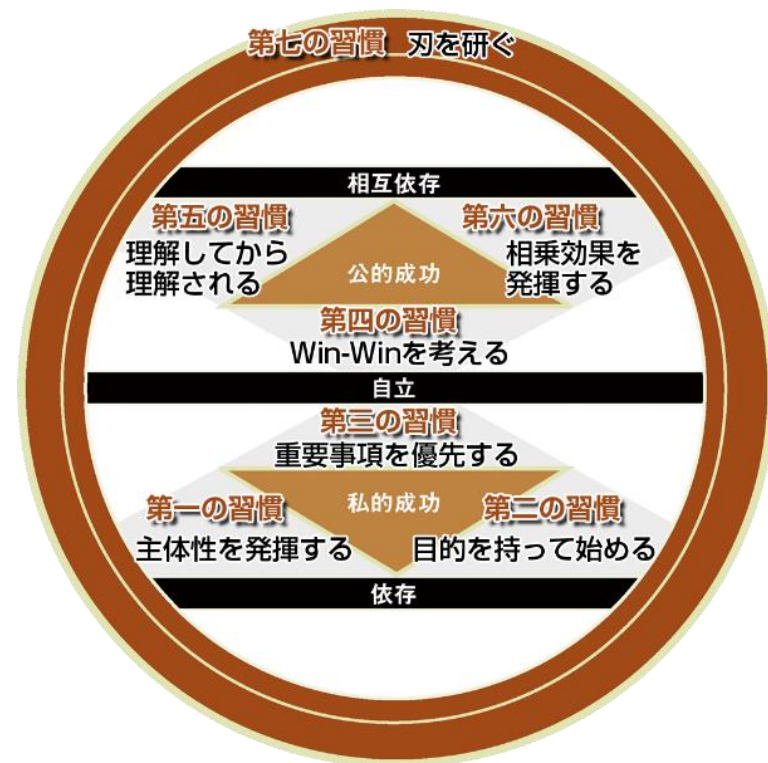 第七の習慣 刃を研ぐ
相互依存
第五の習慣
理解してから
理解される
第六の習慣
相乗効果を
発揮する
公的成功
第四の習慣
Win-Winを考える
自立
第三の習慣
重要事項を優先する
私的成功
第一の習慣
主体性を発揮する
第二の習慣
目的を持って始める
依存